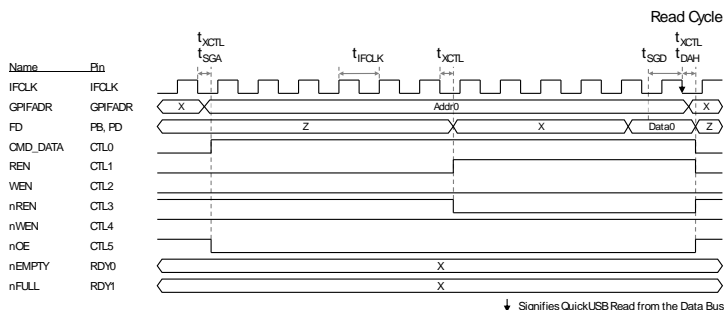 Read Cycle
tXCTL tXCTL
tSGA tIFCLK tXCTL tSGD tDAH
Name Pin
IFCLK IFCLK
GPIFADR GPIFADR X Addr0 X
FD PB, PD Z X Data0 Z
CMD_DATA CTL0
REN CTL1
WEN CTL2
nREN CTL3
nWEN CTL4
nOE CTL5
nEMPTY RDY0 X
nFULL RDY1 X
Signifies QuickUSB Read from the Data Bus